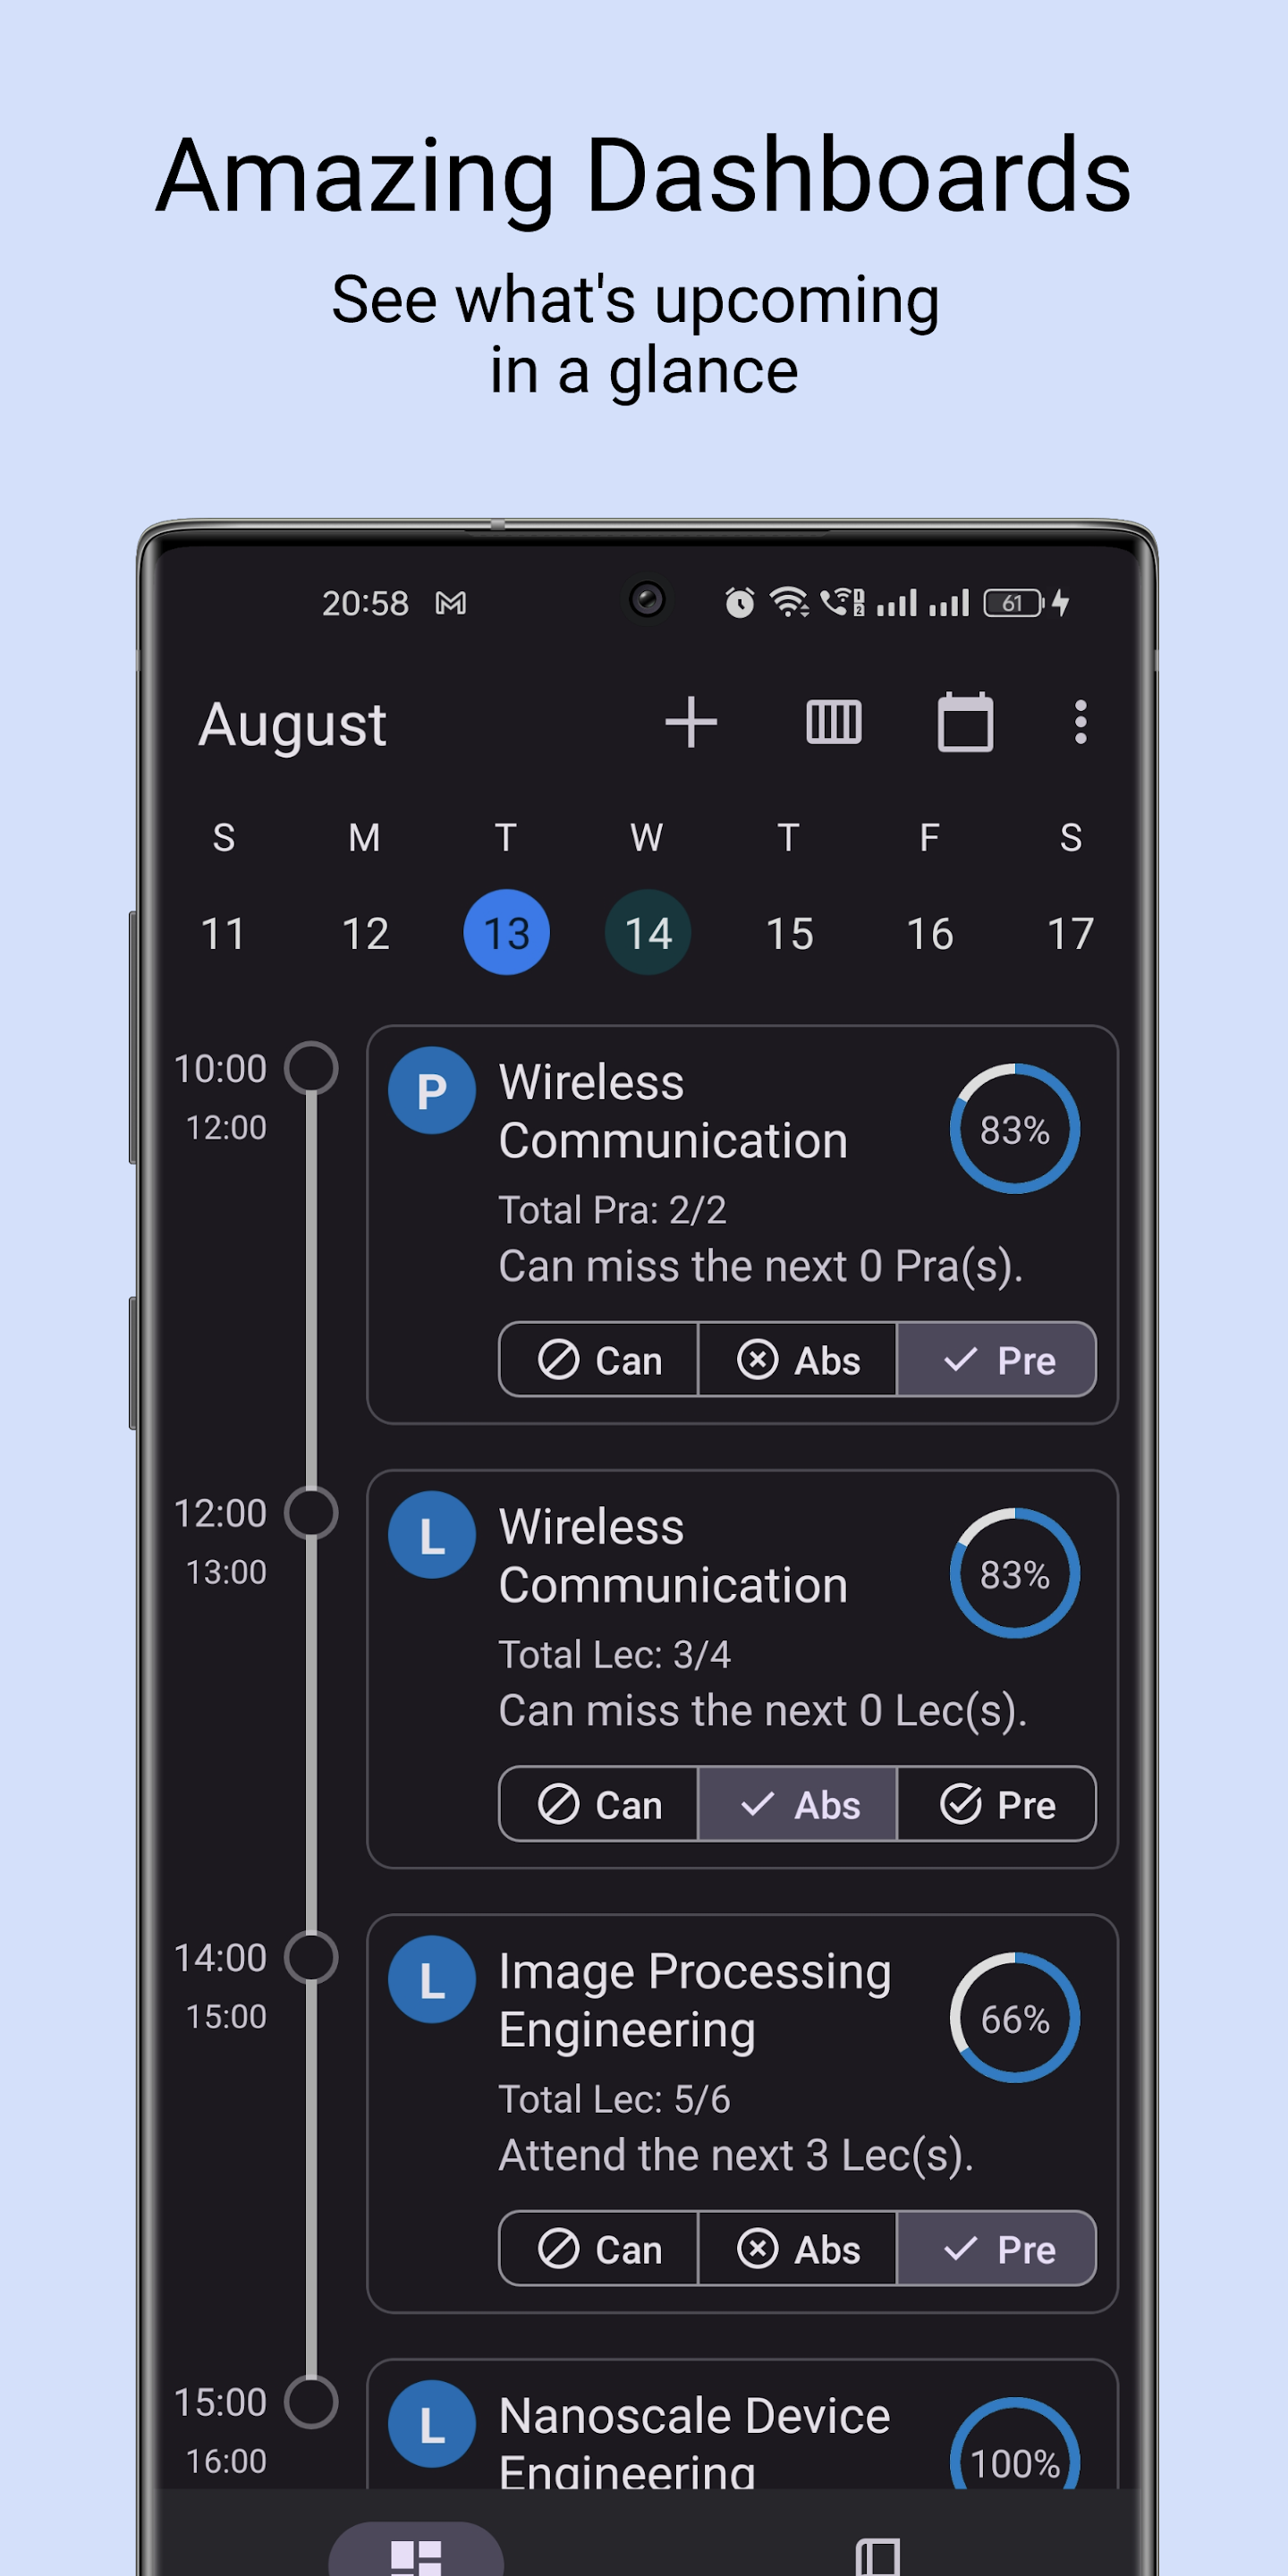 Amazing Dashboards
See what's upcoming
in a glance
20:58 61
August
S M T W T F S
11 12 13 14 15 16 17
10:00
12:00
P
Wireless
Communication
83%
Total Pra: 2/2
Can miss the next 0 Pra(s).
Can Abs Pre
12:00
13:00
L
Wireless
Communication
83%
Total Lec: 3/4
Can miss the next 0 Lec(s).
Can Abs Pre
14:00
15:00
L
Image Processing
Engineering
66%
Total Lec: 5/6
Attend the next 3 Lec(s).
Can Abs Pre
15:00
16:00
L
Nanoscale Device
Engineering
100%